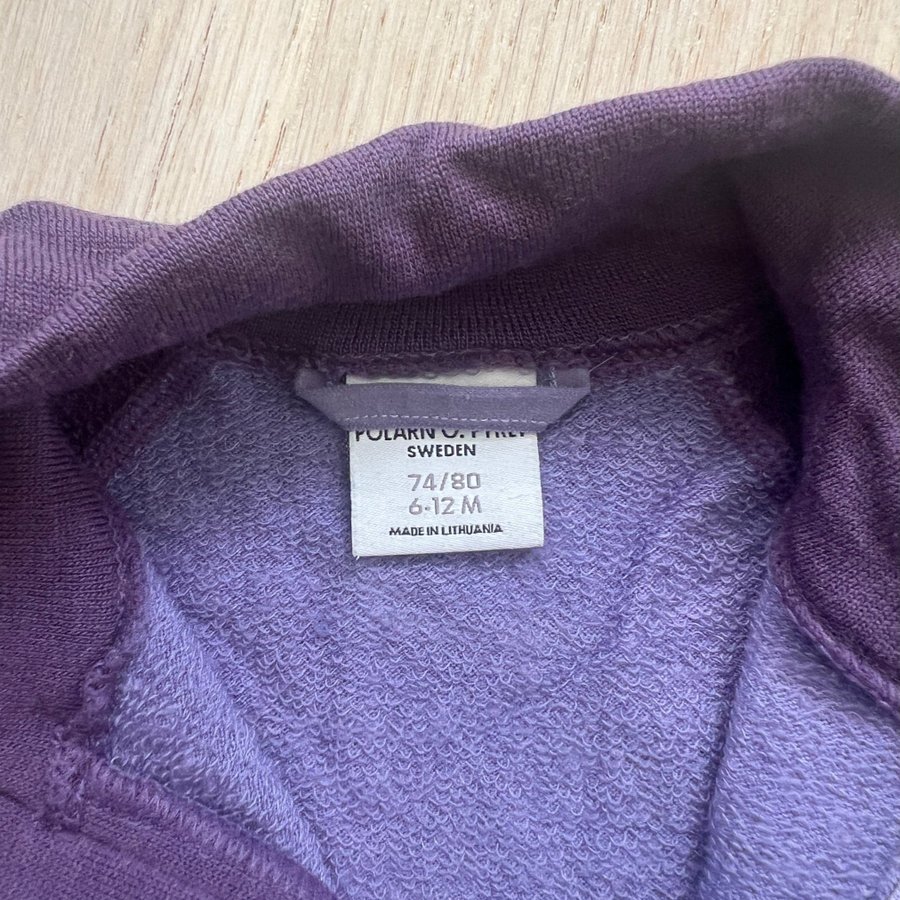 POLARN O. PYRET
SWEDEN
74/80
6-12 M
MADE IN LITHUANIA